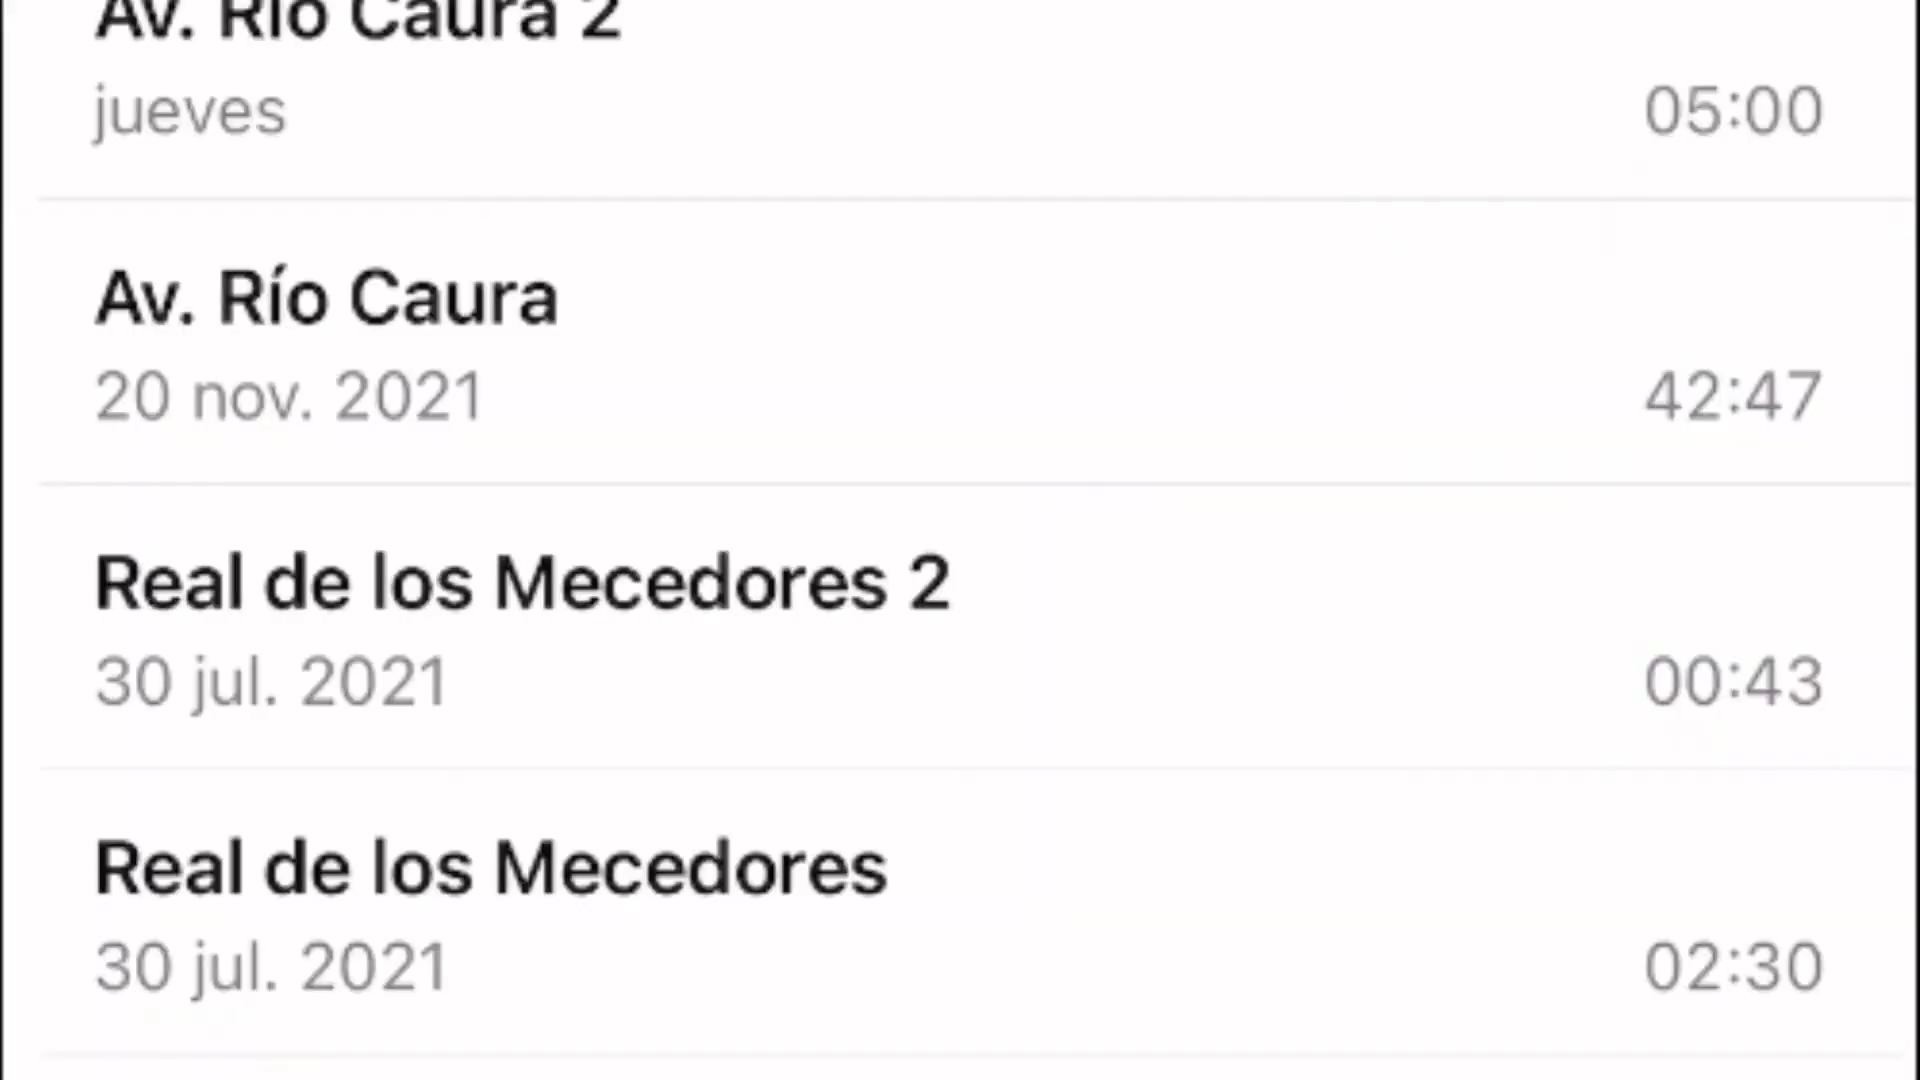 Av. Río Caura 2
jueves
05:00
Av. Río Caura
20 nov. 2021
42:47
Real de los Mecedores 2
30 jul. 2021
00:43
Real de los Mecedores
30 jul. 2021
02:30